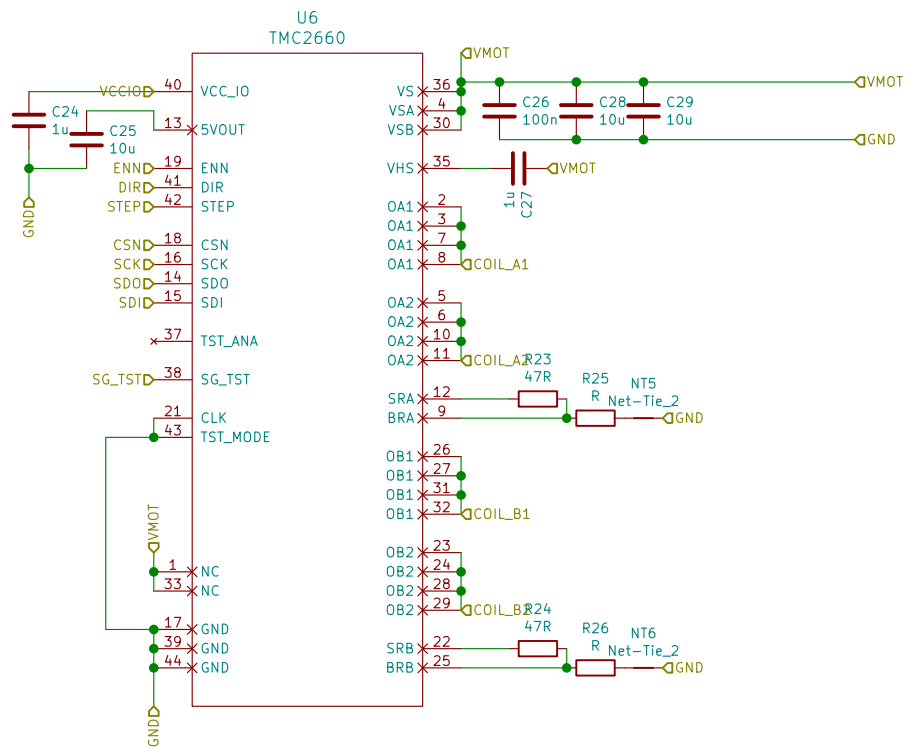 U6
TMC2660
VMOT
VCCIO 40 VCC_IO VS 36 VMOT
C24
1u
C25
10u
VSA 4
C26
100n
C28
10u
C29
10u
13 5VOUT VSB 30
GND
ENN 19 ENN VHS 35 VMOT
1u
C27
DIR 41 DIR
STEP 42 STEP OA1 2
GND
OA1 3
CSN 18 CSN OA1 7
SCK 16 SCK OA1 8 COIL_A1
SDO 14 SDO
SDI 15 SDI OA2 5
OA2 6
37 TST_ANA OA2 10
OA2 11 COIL_A2
R23
47R
SG_TST 38 SG_TST
R25
R
NT5
Net-Tie_2
SRA 12
21 CLK BRA 9 GND
43 TST_MODE
OB1 26
OB1 27
OB1 31
OB1 32 COIL_B1
VMOT
OB2 23
1 NC OB2 24
33 NC OB2 28
OB2 29 COIL_B2
R24
47R
17 GND
R26
R
NT6
Net-Tie_2
39 GND SRB 22
44 GND BRB 25 GND
GND